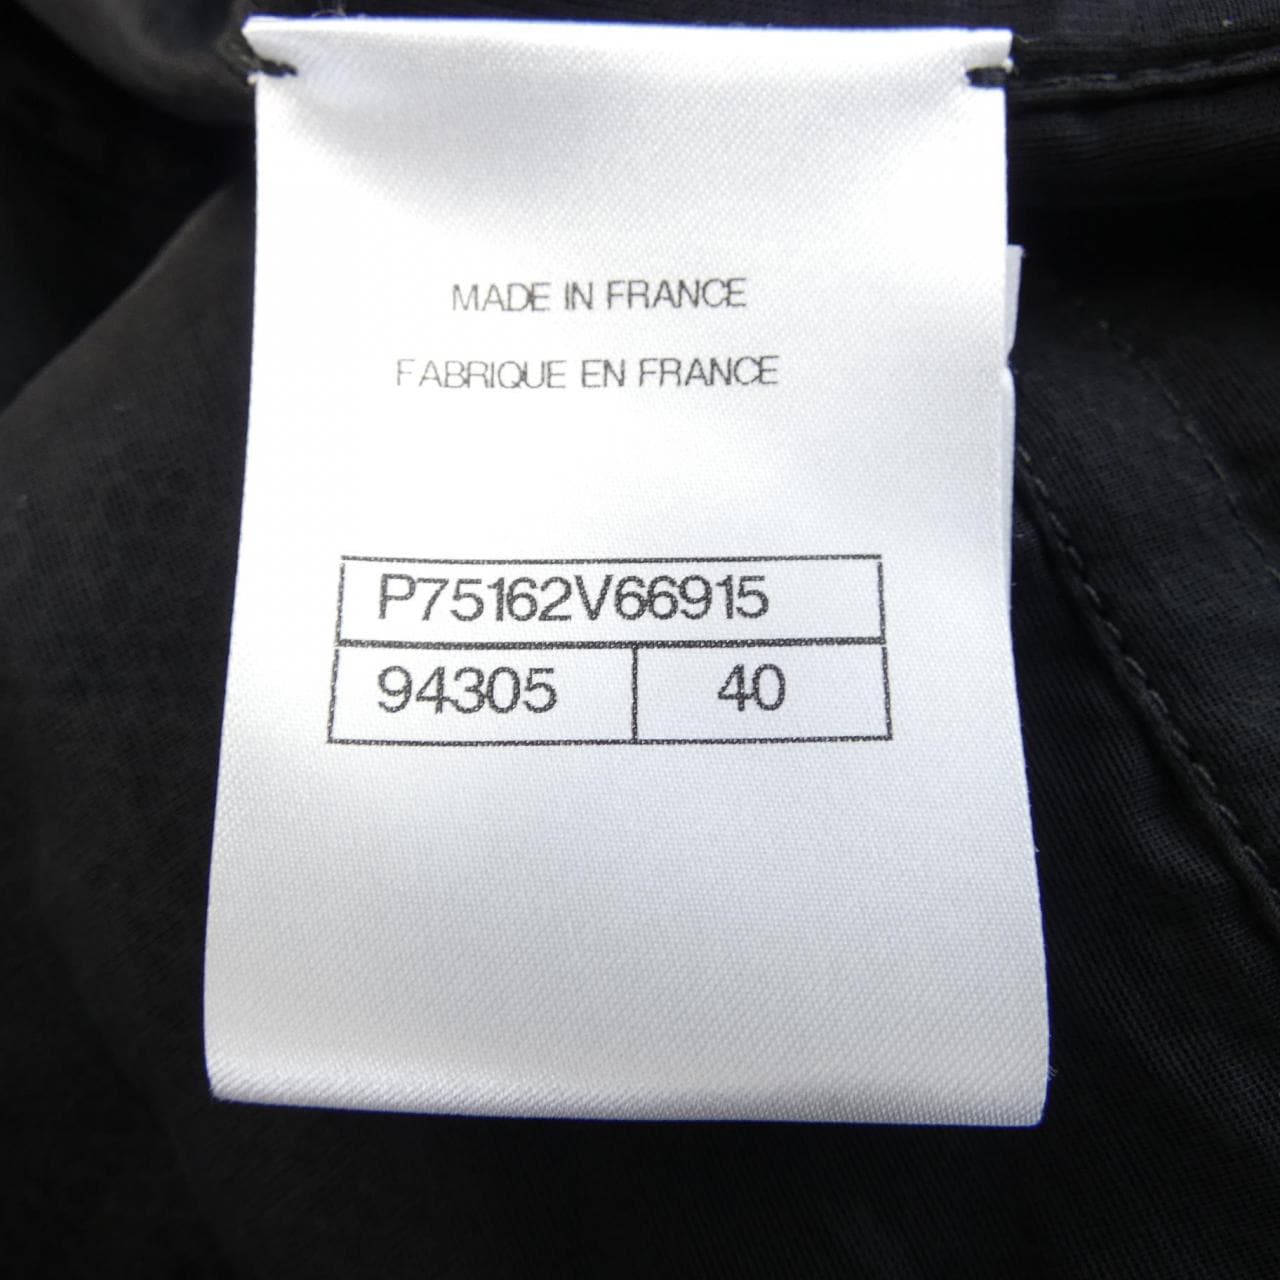 MADE IN FRANCE
FABRIQUE EN FRANCE
P75162V66915
94305 40